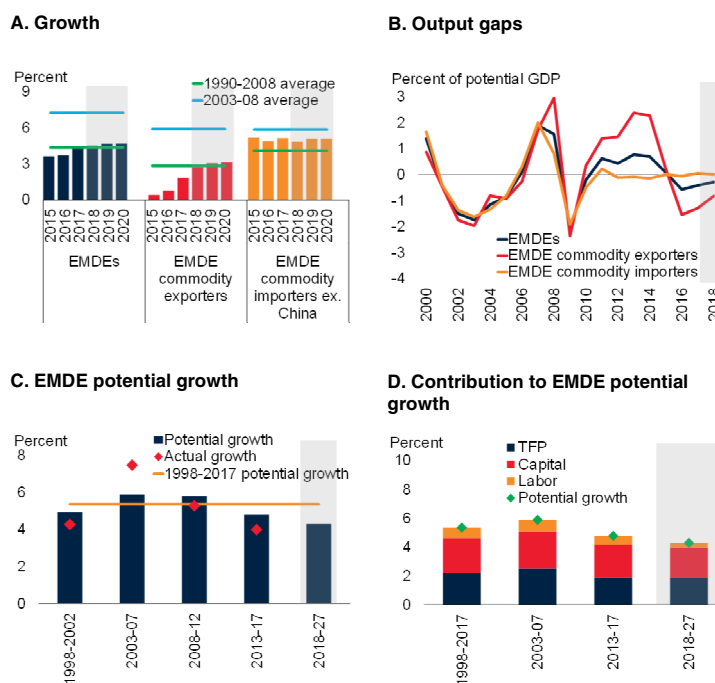 A. Growth
Percent
9
6
3
0
1990-2008 average
2003-08 average
2015
2016
2017
2018
2019
2020
2015
2016
2017
2018
2019
2020
2015
2016
2017
2018
2019
2020
EMDEs
EMDE
commodity
exporters
EMDE
commodity
importers ex.
China
B. Output gaps
Percent of potential GDP
3
2
1
0
-1
-2
-3
-4
EMDEs
EMDE commodity exporters
EMDE commodity importers
2000
2002
2004
2006
2008
2010
2012
2014
2016
2018
C. EMDE potential growth
Percent
8
6
4
2
0
Potential growth
Actual growth
1998-2017 potential growth
1998-2002
2003-07
2008-12
2013-17
2018-27
D. Contribution to EMDE potential
growth
Percent
10
8
6
4
2
0
TFP
Capital
Labor
Potential growth
1998-2017
2003-07
2013-17
2018-27